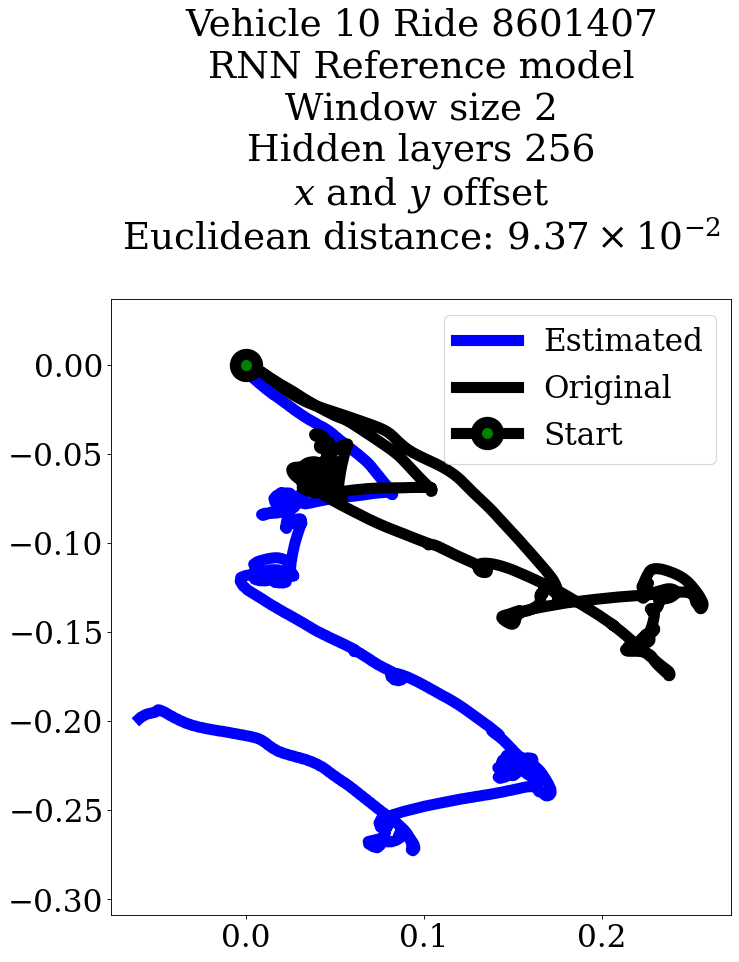 Vehicle 10 Ride 8601407
RNN Reference model
Window size 2
Hidden layers 256
x and y offset
Euclidean distance: 9.37 × 10⁻²
Estimated
Original
Start
0.00
−0.05
−0.10
−0.15
−0.20
−0.25
−0.30
0.0 0.1 0.2